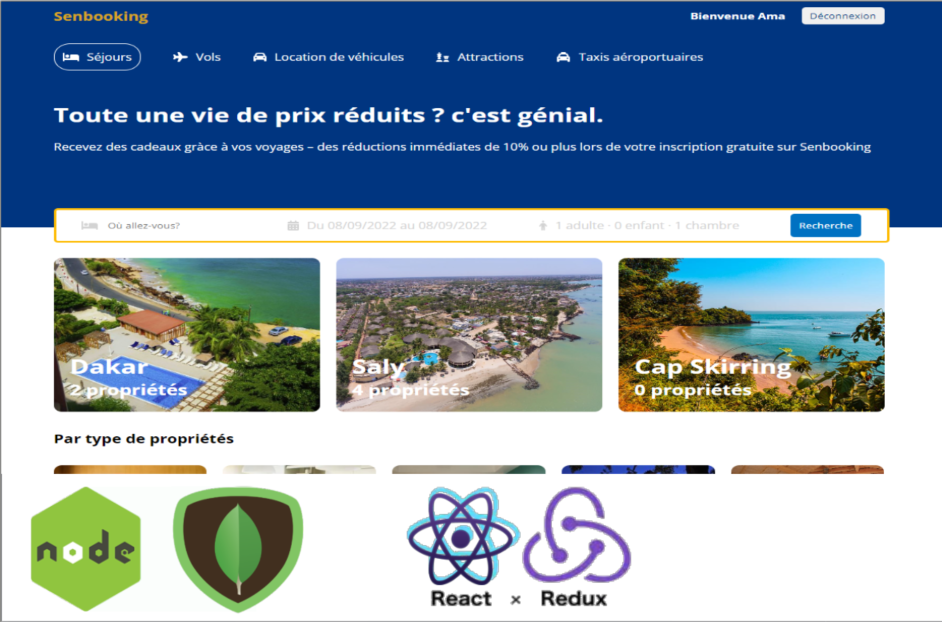 Senbooking
Bienvenue Ama
Déconnexion
Séjours
Vols
Location de véhicules
Attractions
Taxis aéroportuaires
Toute une vie de prix réduits ? c'est génial.
Recevez des cadeaux grâce à vos voyages – des réductions immédiates de 10% ou plus lors de votre inscription gratuite sur Senbooking
Où allez-vous?
Du 08/09/2022 au 08/09/2022
1 adulte · 0 enfant · 1 chambre
Recherche
Dakar
2 propriétés
Saly
4 propriétés
Cap Skirring
0 propriétés
Par type de propriétés
node
React × Redux